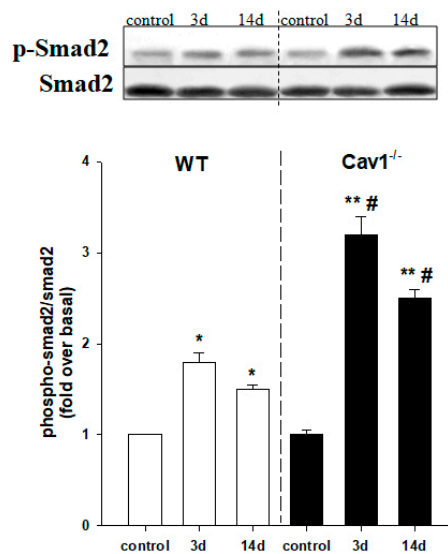 control 3d 14d control 3d 14d
p-Smad2
Smad2
WT Cav1-/-
phospho-smad2/smad2
(fold over basal)
4
3
2
1
0
* * ** # ** #
control 3d 14d control 3d 14d